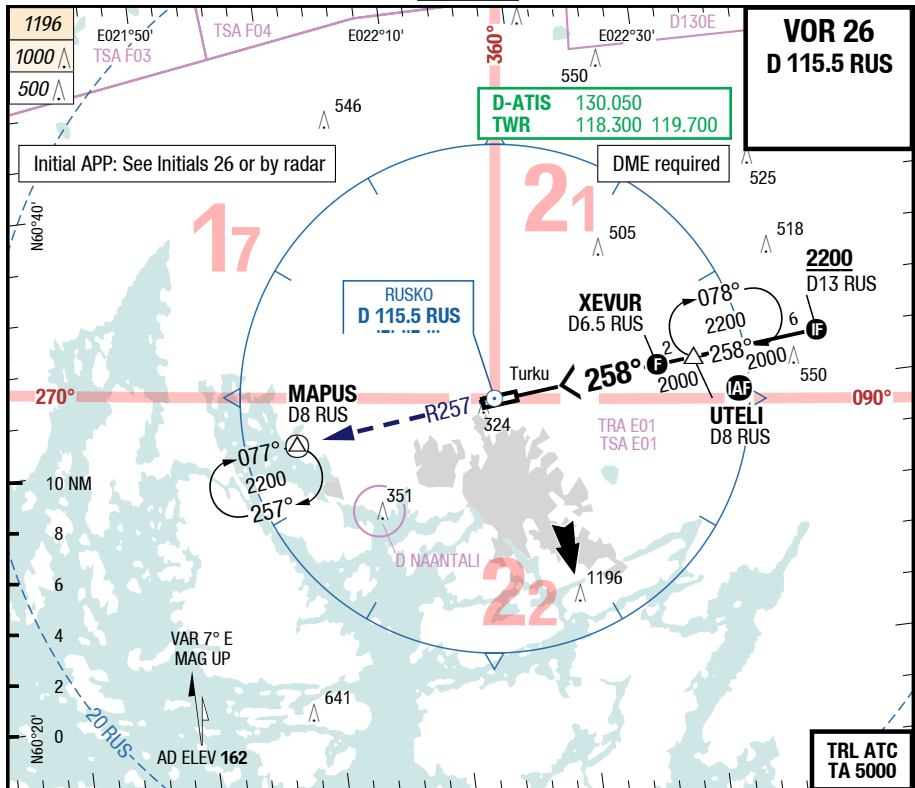 1196
1000
500
E021°50'
TSA F03
TSA F04
E022°10'
360°
D130E
E022°30'
550
VOR 26
D 115.5 RUS
546
D-ATIS 130.050
TWR 118.300 119.700
Initial APP: See Initials 26 or by radar
DME required
525
N60°40'
17
21
505
518
2200
D13 RUS
IF
RUSKO
D 115.5 RUS
XEVUR
D6.5 RUS
078°
2200
6
F
2
258°
258°
2000
2000
550
Turku
270°
MAPUS
D8 RUS
R257
324
IAF
UTELI
D8 RUS
090°
TRA E01
TSA E01
077°
2200
257°
10 NM
351
D NAANTALI
8
6
4
2
0
22
1196
VAR 7° E
MAG UP
641
20 RUS
AD ELEV 162
N60°20'
TRL ATC
TA 5000